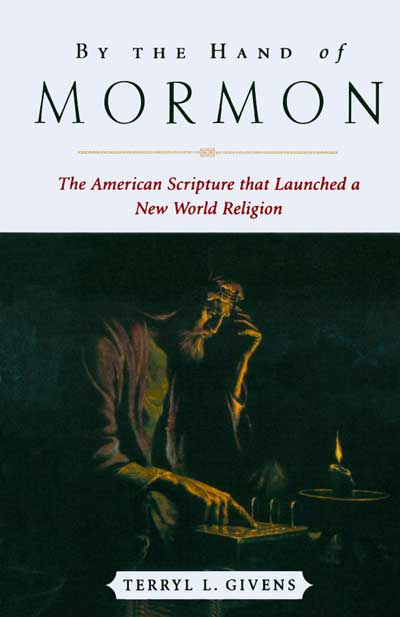 BY THE HAND of
MORMON
The American Scripture that Launched a
New World Religion
TERRYL L. GIVENS